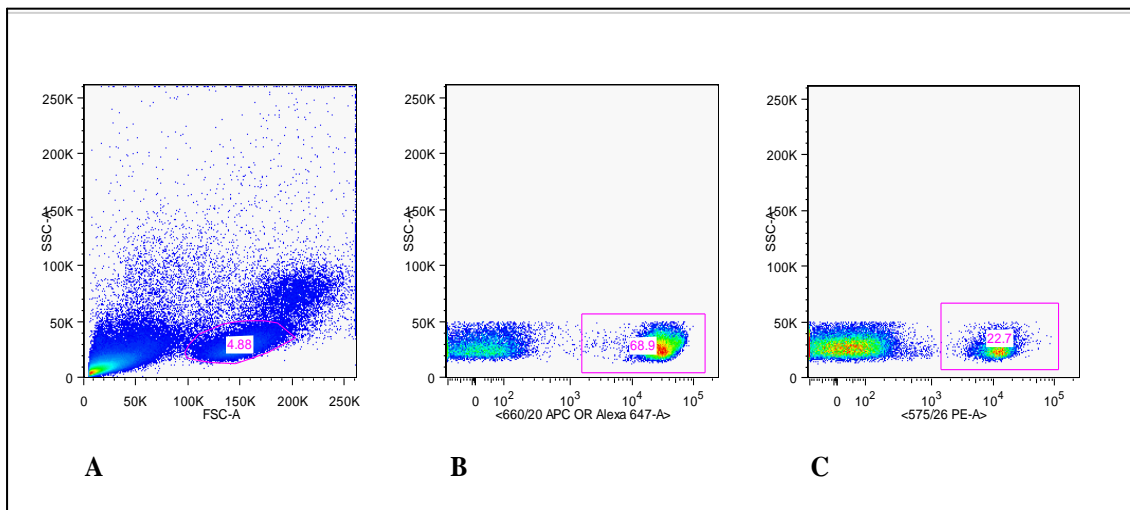 250K
200K
150K
100K
50K
0
SSC-A
4.88
0 50K 100K 150K 200K 250K
FSC-A
A
250K
200K
150K
100K
50K
0
SSC-A
68.9
0 10^2 10^3 10^4 10^5
<660/20 APC OR Alexa 647-A>
B
250K
200K
150K
100K
50K
0
SSC-A
22.7
0 10^2 10^3 10^4 10^5
<575/26 PE-A>
C